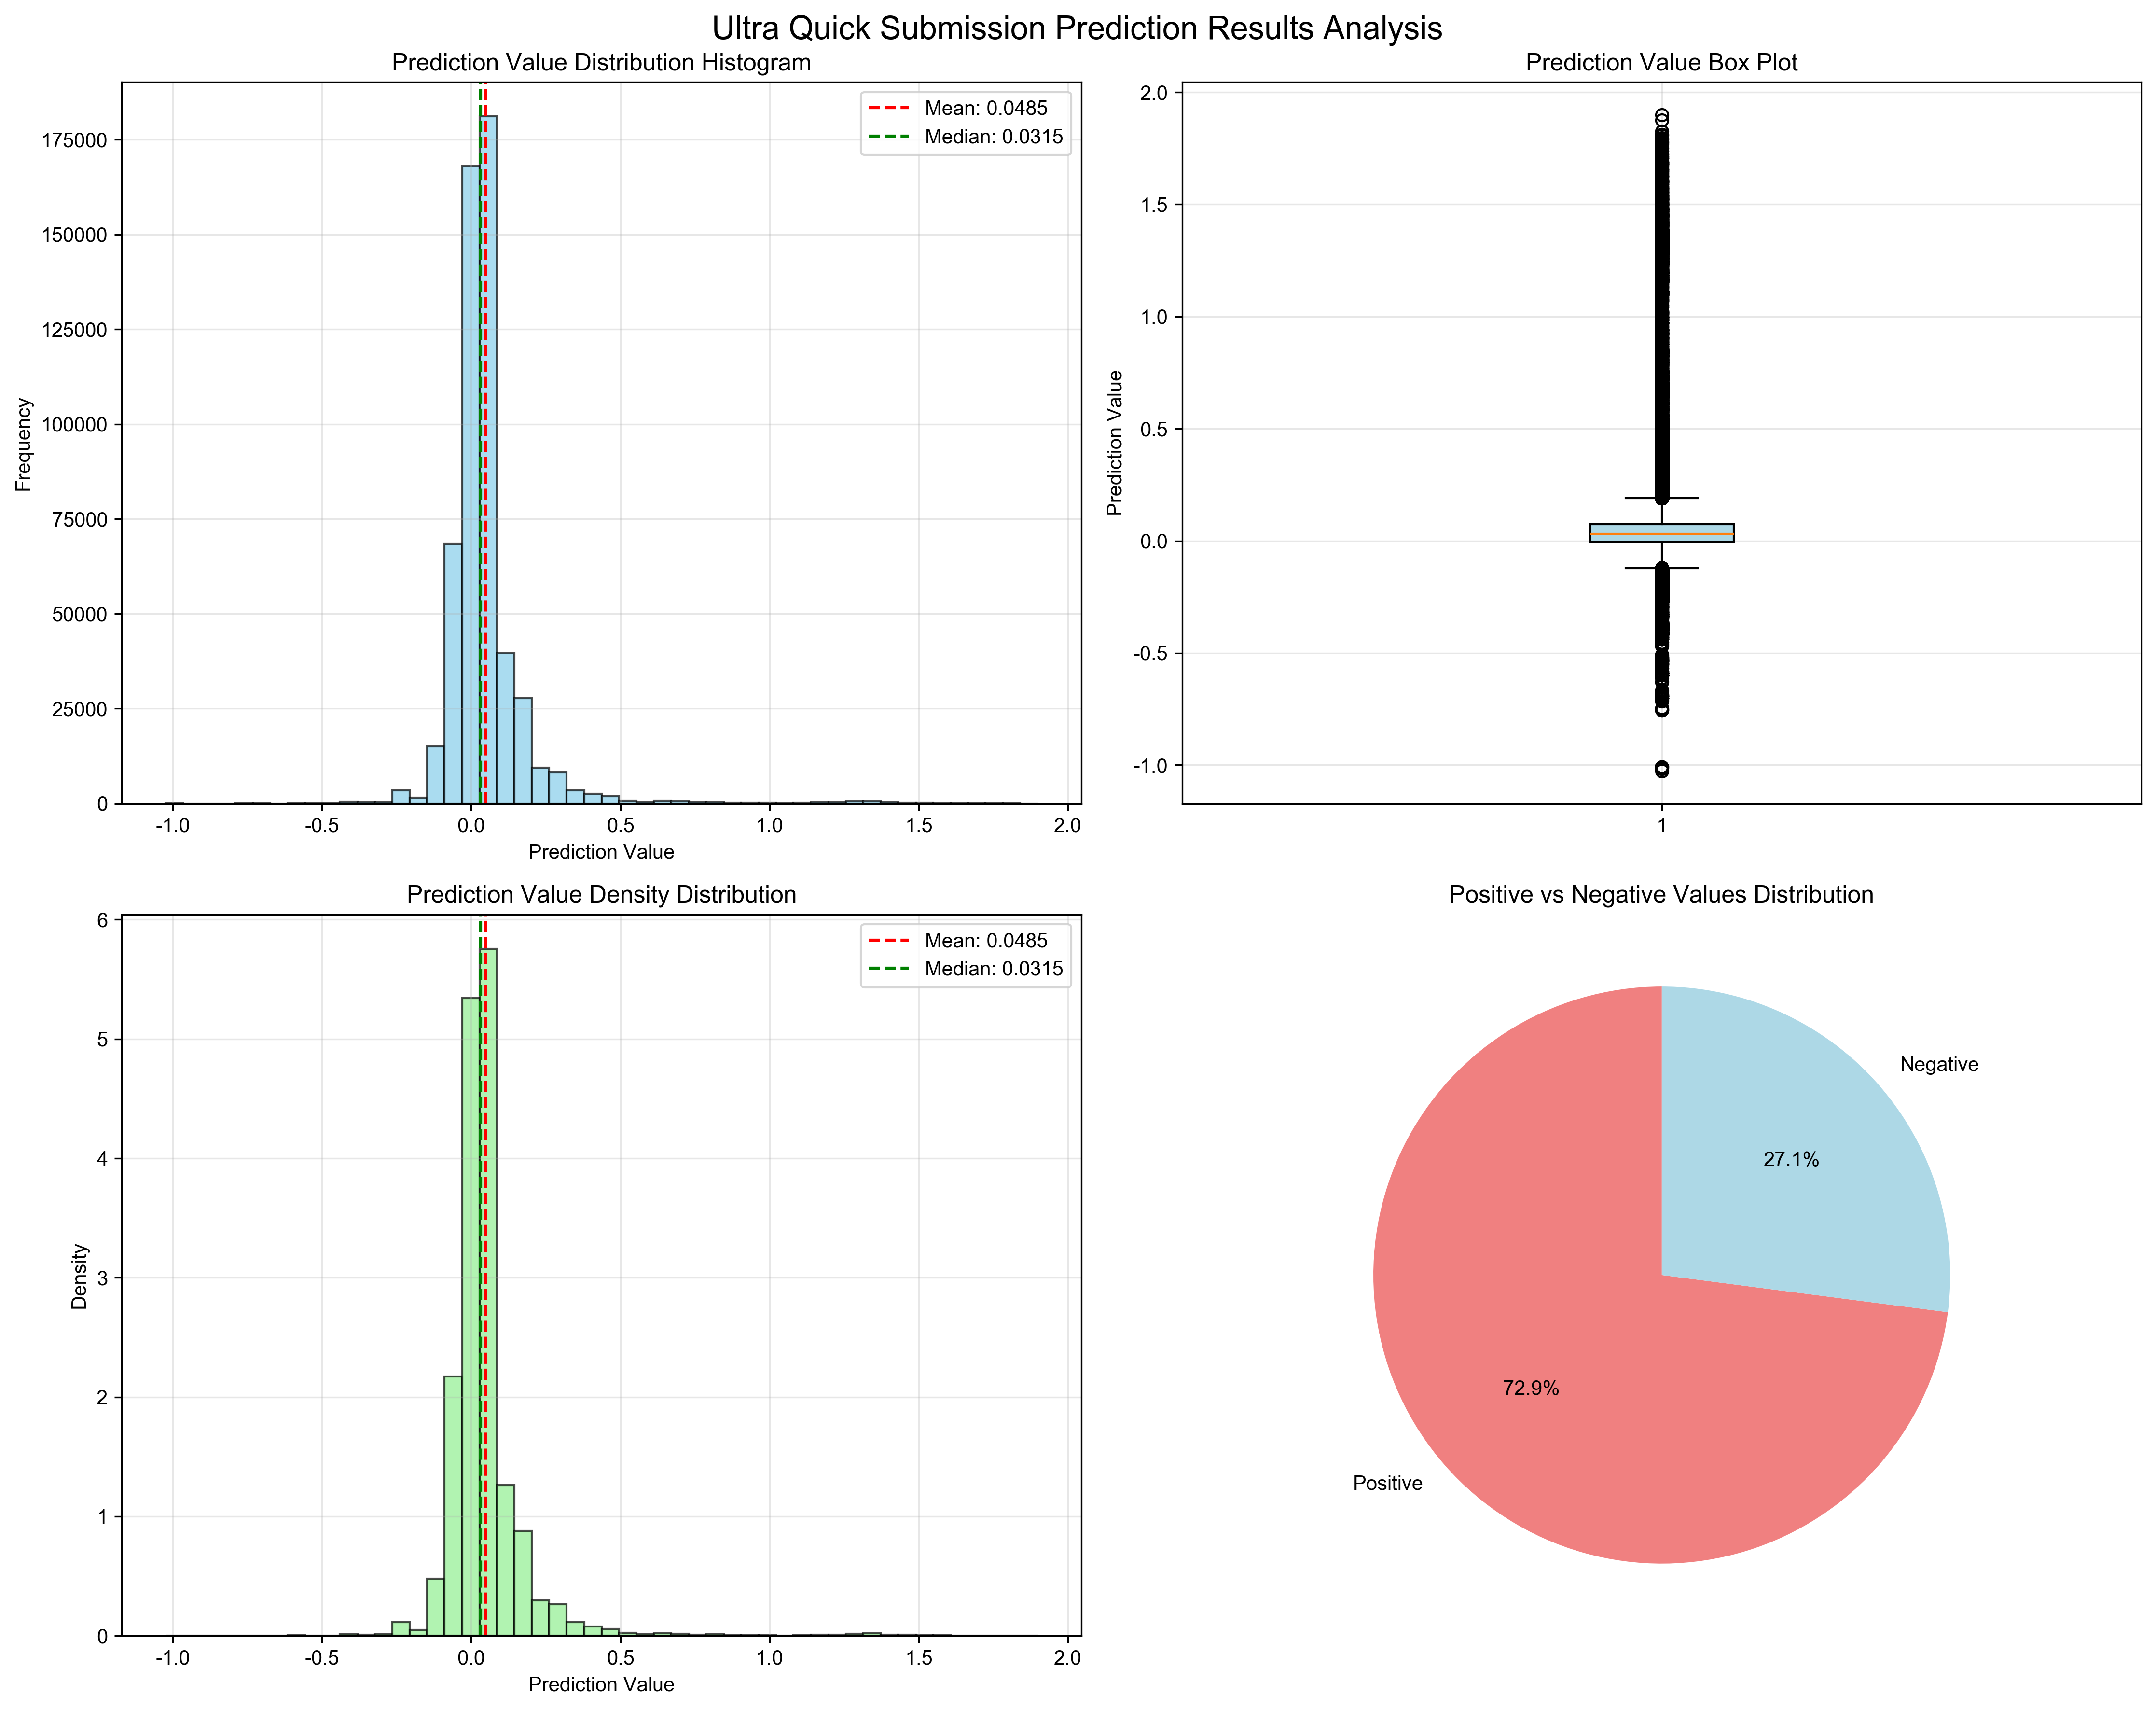 Ultra Quick Submission Prediction Results Analysis
Prediction Value Distribution Histogram
Mean: 0.0485
Median: 0.0315
Frequency
175000
150000
125000
100000
75000
50000
25000
0
-1.0 -0.5 0.0 0.5 1.0 1.5 2.0
Prediction Value
Prediction Value Box Plot
Prediction Value
2.0
1.5
1.0
0.5
0.0
-0.5
-1.0
1
Prediction Value Density Distribution
Mean: 0.0485
Median: 0.0315
Density
6
5
4
3
2
1
0
-1.0 -0.5 0.0 0.5 1.0 1.5 2.0
Prediction Value
Positive vs Negative Values Distribution
Negative
27.1%
72.9%
Positive